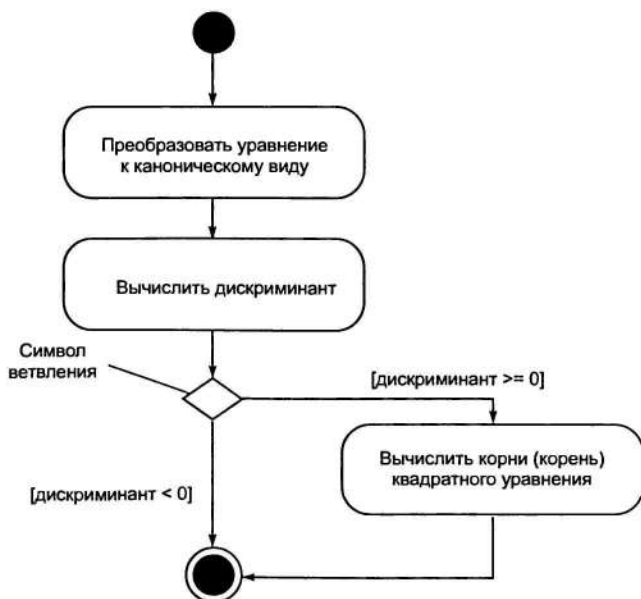 Преобразовать уравнение
к каноническому виду
Вычислить дискриминант
Символ
ветвления
[дискриминант >= 0]
Вычислить корни (корень)
квадратного уравнения
[дискриминант < 0]